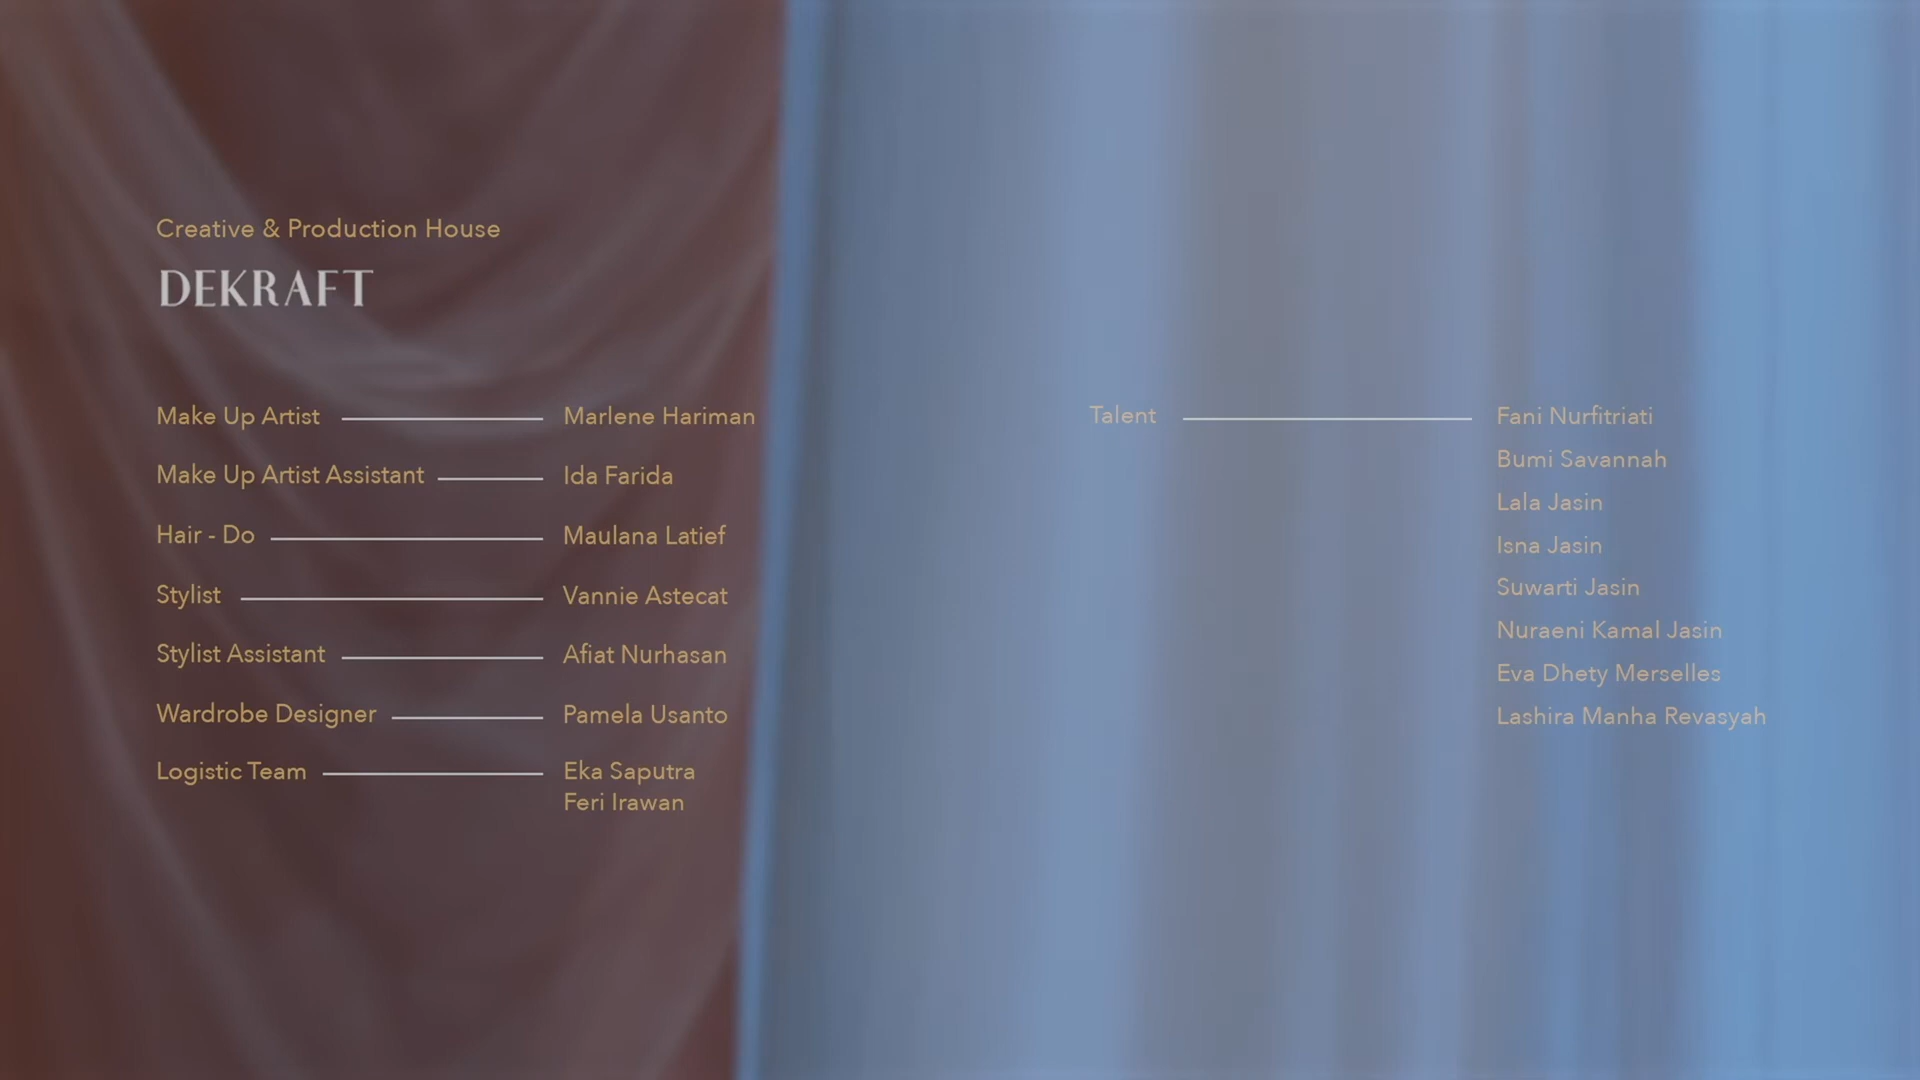 Creative & Production House
DEKRAFT
Make Up Artist Marlene Hariman
Make Up Artist Assistant Ida Farida
Hair - Do Maulana Latief
Stylist Vannie Astecat
Stylist Assistant Afiat Nurhasan
Wardrobe Designer Pamela Usanto
Logistic Team Eka Saputra
Feri Irawan
Talent Fani Nurfitriati
Bumi Savannah
Lala Jasin
Isna Jasin
Suwarti Jasin
Nuraeni Kamal Jasin
Eva Dhety Merselles
Lashira Manha Revasyah